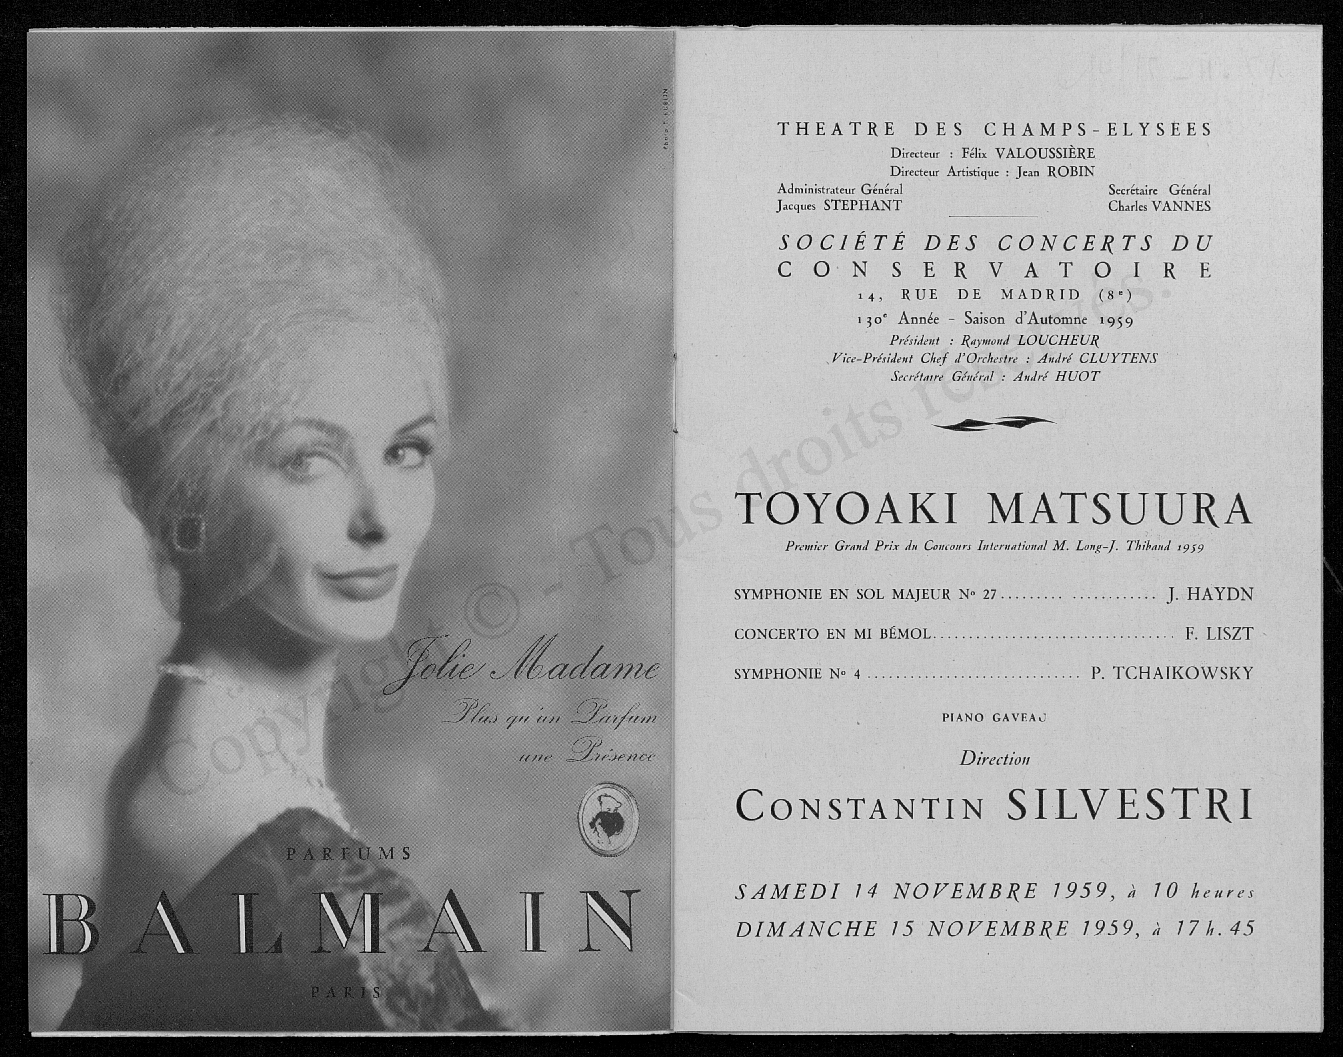 Jolie Madame
Plus qu'un Parfum
une Présence
PARFUMS
BALMAIN
PARIS
THEATRE DES CHAMPS-ELYSEES
Directeur : Félix VALOUSSIÈRE
Directeur Artistique : Jean ROBIN
Administrateur Général Secrétaire Général
Jacques STEPHANT Charles VANNES
SOCIÉTÉ DES CONCERTS DU
CONSERVATOIRE
14, RUE DE MADRID (8e)
130e Année - Saison d'Automne 1959
Président : Raymond LOUCHEUR
Vice-Président Chef d'Orchestre : André CLUYTENS
Secrétaire Général : André HUOT
TOYOAKI MATSUURA
Premier Grand Prix du Concours International M. Long-J. Thibaud 1959
SYMPHONIE EN SOL MAJEUR No 27 ..................... J. HAYDN
CONCERTO EN MI BÉMOL.................................. F. LISZT
SYMPHONIE No 4 .............................. P. TCHAIKOWSKY
PIANO GAVEAU
Direction
CONSTANTIN SILVESTRI
SAMEDI 14 NOVEMBRE 1959, à 10 heures
DIMANCHE 15 NOVEMBRE 1959, à 17 h. 45
Copyright © - Tous droits réservés.